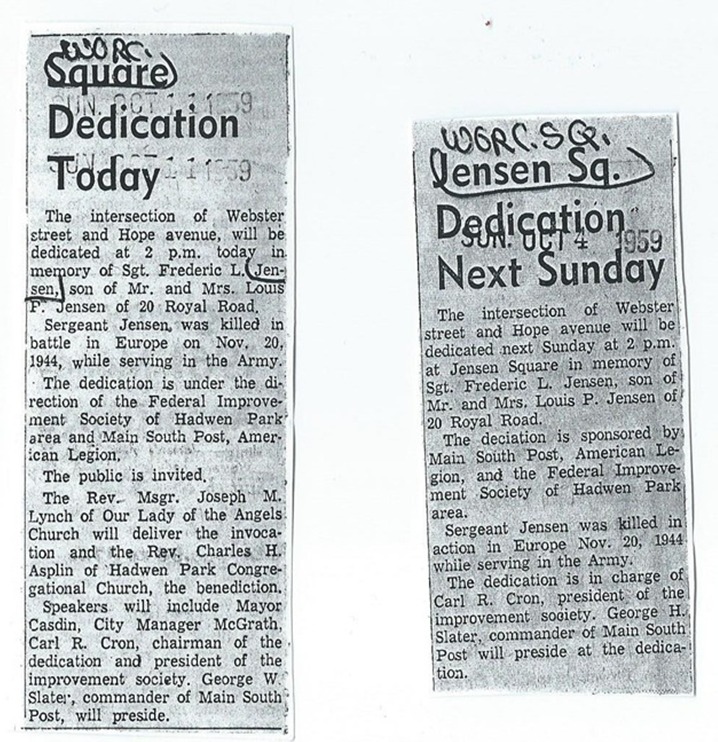 WORC.
Square
SUN. OCT 11 1959
Dedication
SUN. OCT 11 1959
Today
The intersection of Webster
street and Hope avenue, will be
dedicated at 2 p.m. today in
memory of Sgt. Frederic L. Jen-
sen, son of Mr. and Mrs. Louis
P. Jensen of 20 Royal Road.
Sergeant Jensen, was killed in
battle in Europe on Nov. 20,
1944, while serving in the Army.
The dedication is under the di-
rection of the Federal Improve-
ment Society of Hadwen Park
area and Main South Post, Amer-
ican Legion.
The public is invited.
The Rev. Msgr. Joseph M.
Lynch of Our Lady of the Angels
Church will deliver the invoca-
tion and the Rev. Charles H.
Asplin of Hadwen Park Congre-
gational Church, the benediction.
Speakers will include Mayor
Casdin, City Manager McGrath,
Carl R. Cron, chairman of the
dedication and president of the
improvement society. George W.
Slater, commander of Main South
Post, will preside.
WORC. SQ.
Jensen Sq.
Dedication
SUN. OCT 4 1959
Next Sunday
The intersection of Webster
street and Hope avenue will be
dedicated next Sunday at 2 p.m.
at Jensen Square in memory of
Sgt. Frederic L. Jensen, son of
Mr. and Mrs. Louis P. Jensen of
20 Royal Road.
The deciation is sponsored by
Main South Post, American Le-
gion, and the Federal Improve-
ment Society of Hadwen Park
area.
Sergeant Jensen was killed in
action in Europe Nov. 20, 1944
while serving in the Army.
The dedication is in charge of
Carl R. Cron, president of the
improvement society. George H.
Slater, commander of Main South
Post will preside at the dedica-
tion.